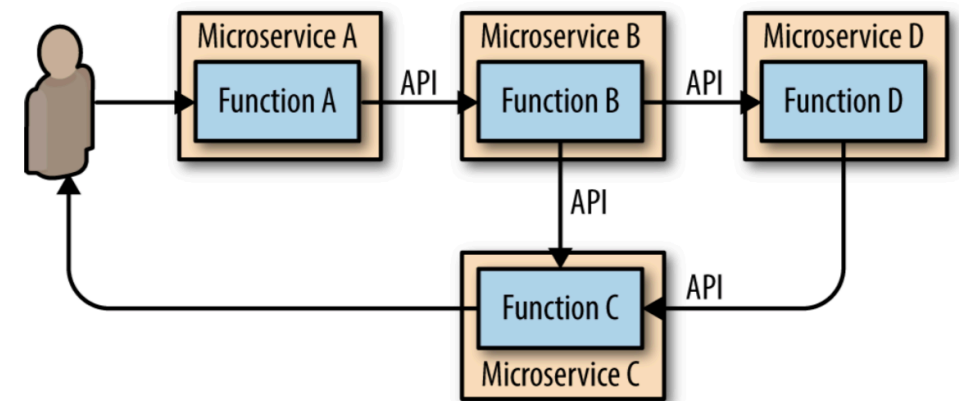 Microservice A
Function A
API
Microservice B
Function B
API
Microservice D
Function D
API
Function C
Microservice C
API